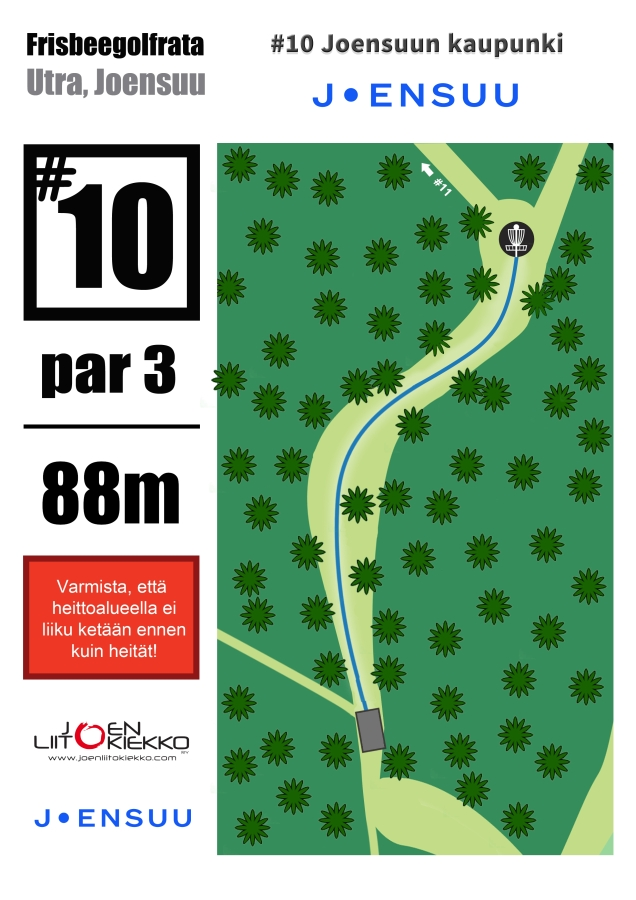 Frisbeegolfrata
Utra, Joensuu
#10 Joensuun kaupunki
J•ENSUU
#10
par 3
88m
Varmista, että
heittoalueella ei
liiku ketään ennen
kuin heität!
#11
JOEN
LIITOKIEKKO
www.joenliitokiekko.com
J•ENSUU